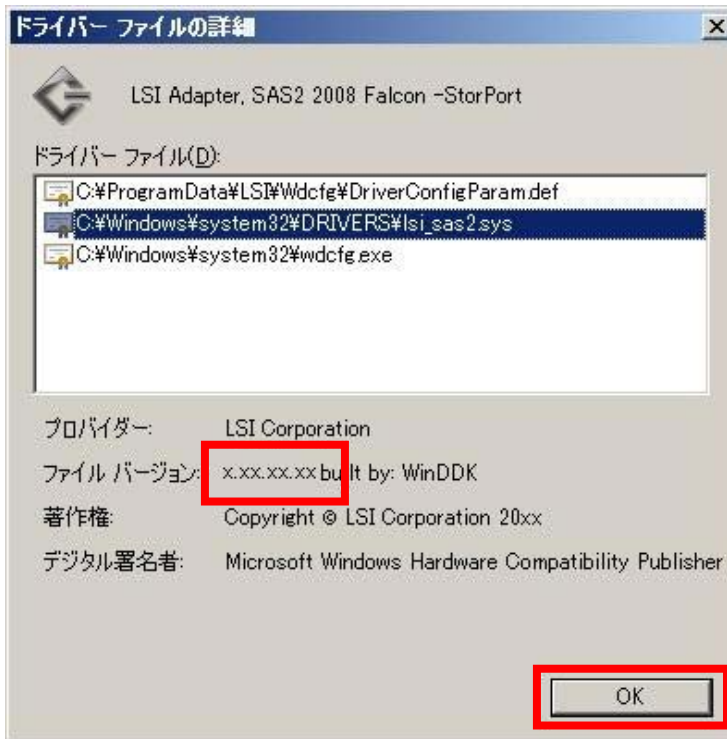 ドライバー ファイルの詳細
LSI Adapter, SAS2 2008 Falcon -StorPort
ドライバー ファイル(D):
C:¥ProgramData¥LSI¥Wdcfg¥DriverConfigParam.def
C:¥Windows¥system32¥DRIVERS¥lsi_sas2.sys
C:¥Windows¥system32¥wdcfg.exe
プロバイダー: LSI Corporation
ファイル バージョン: x.xx.xx.xx built by: WinDDK
著作権: Copyright © LSI Corporation 20xx
デジタル署名者: Microsoft Windows Hardware Compatibility Publisher
OK